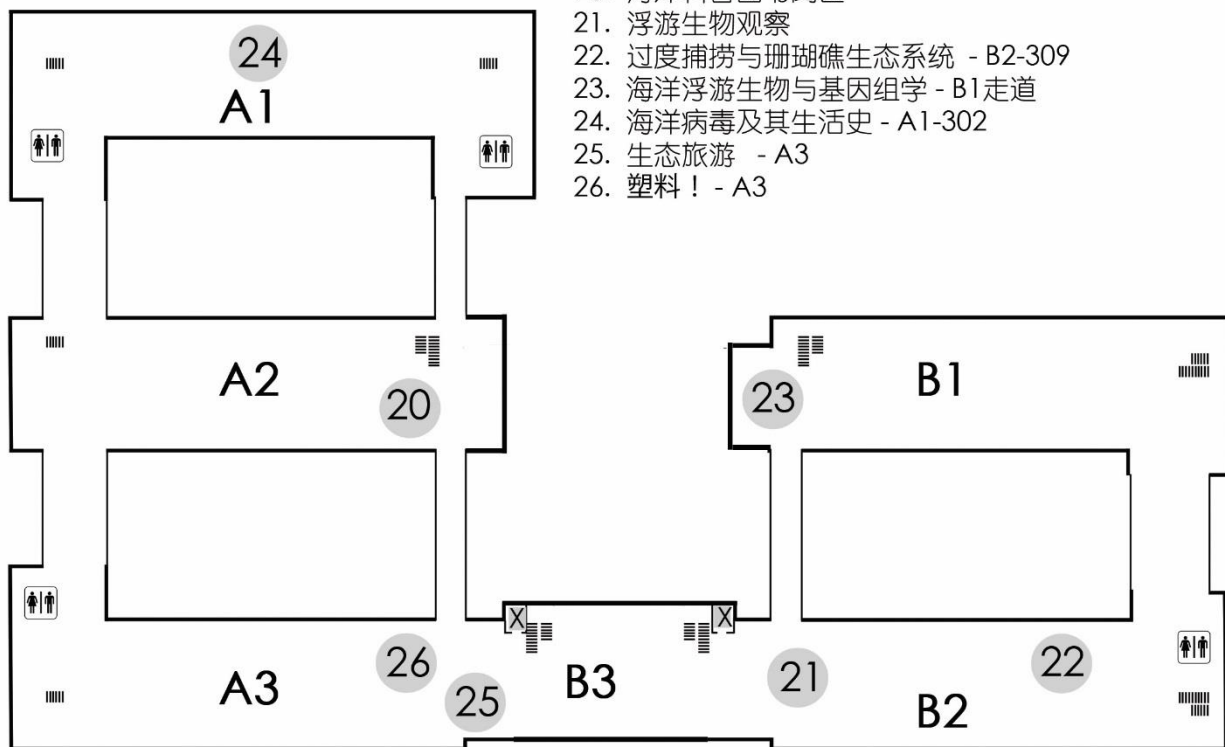 21. 浮游生物观察
22. 过度捕捞与珊瑚礁生态系统 - B2-309
23. 海洋浮游生物与基因组学 - B1走道
24. 海洋病毒及其生活史 - A1-302
25. 生态旅游 - A3
26. 塑料！ - A3
24
A1
A2
20
23
B1
26
A3
25
X
X
B3
21
22
B2